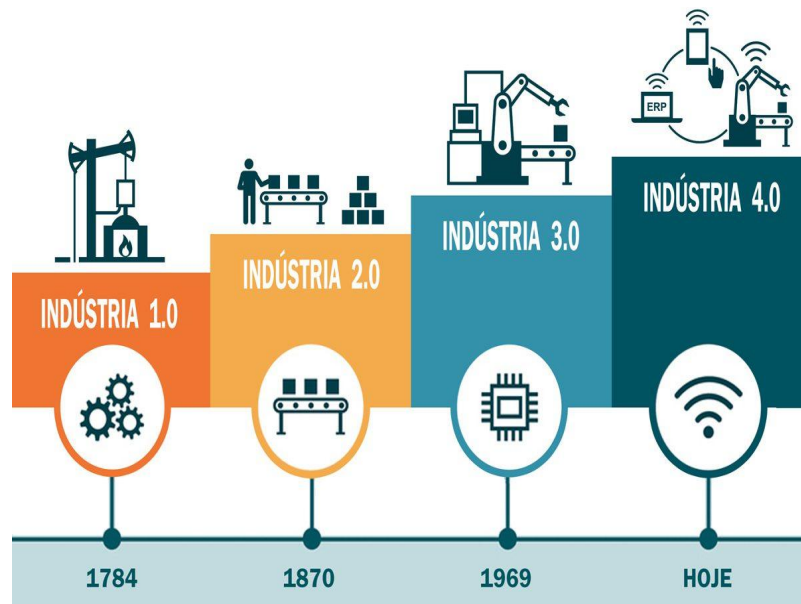 ERP
INDÚSTRIA 4.0
INDÚSTRIA 3.0
INDÚSTRIA 2.0
INDÚSTRIA 1.0
1784
1870
1969
HOJE